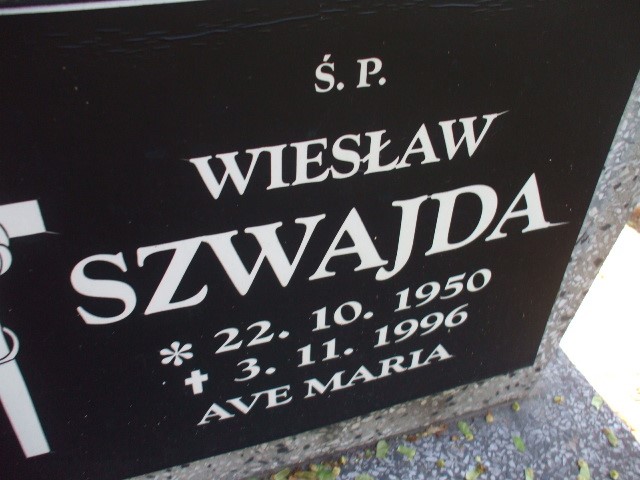 Ś. P.
WIESŁAW
SZWAJDA
* 22. 10. 1950
✝ 3. 11. 1996
AVE MARIA